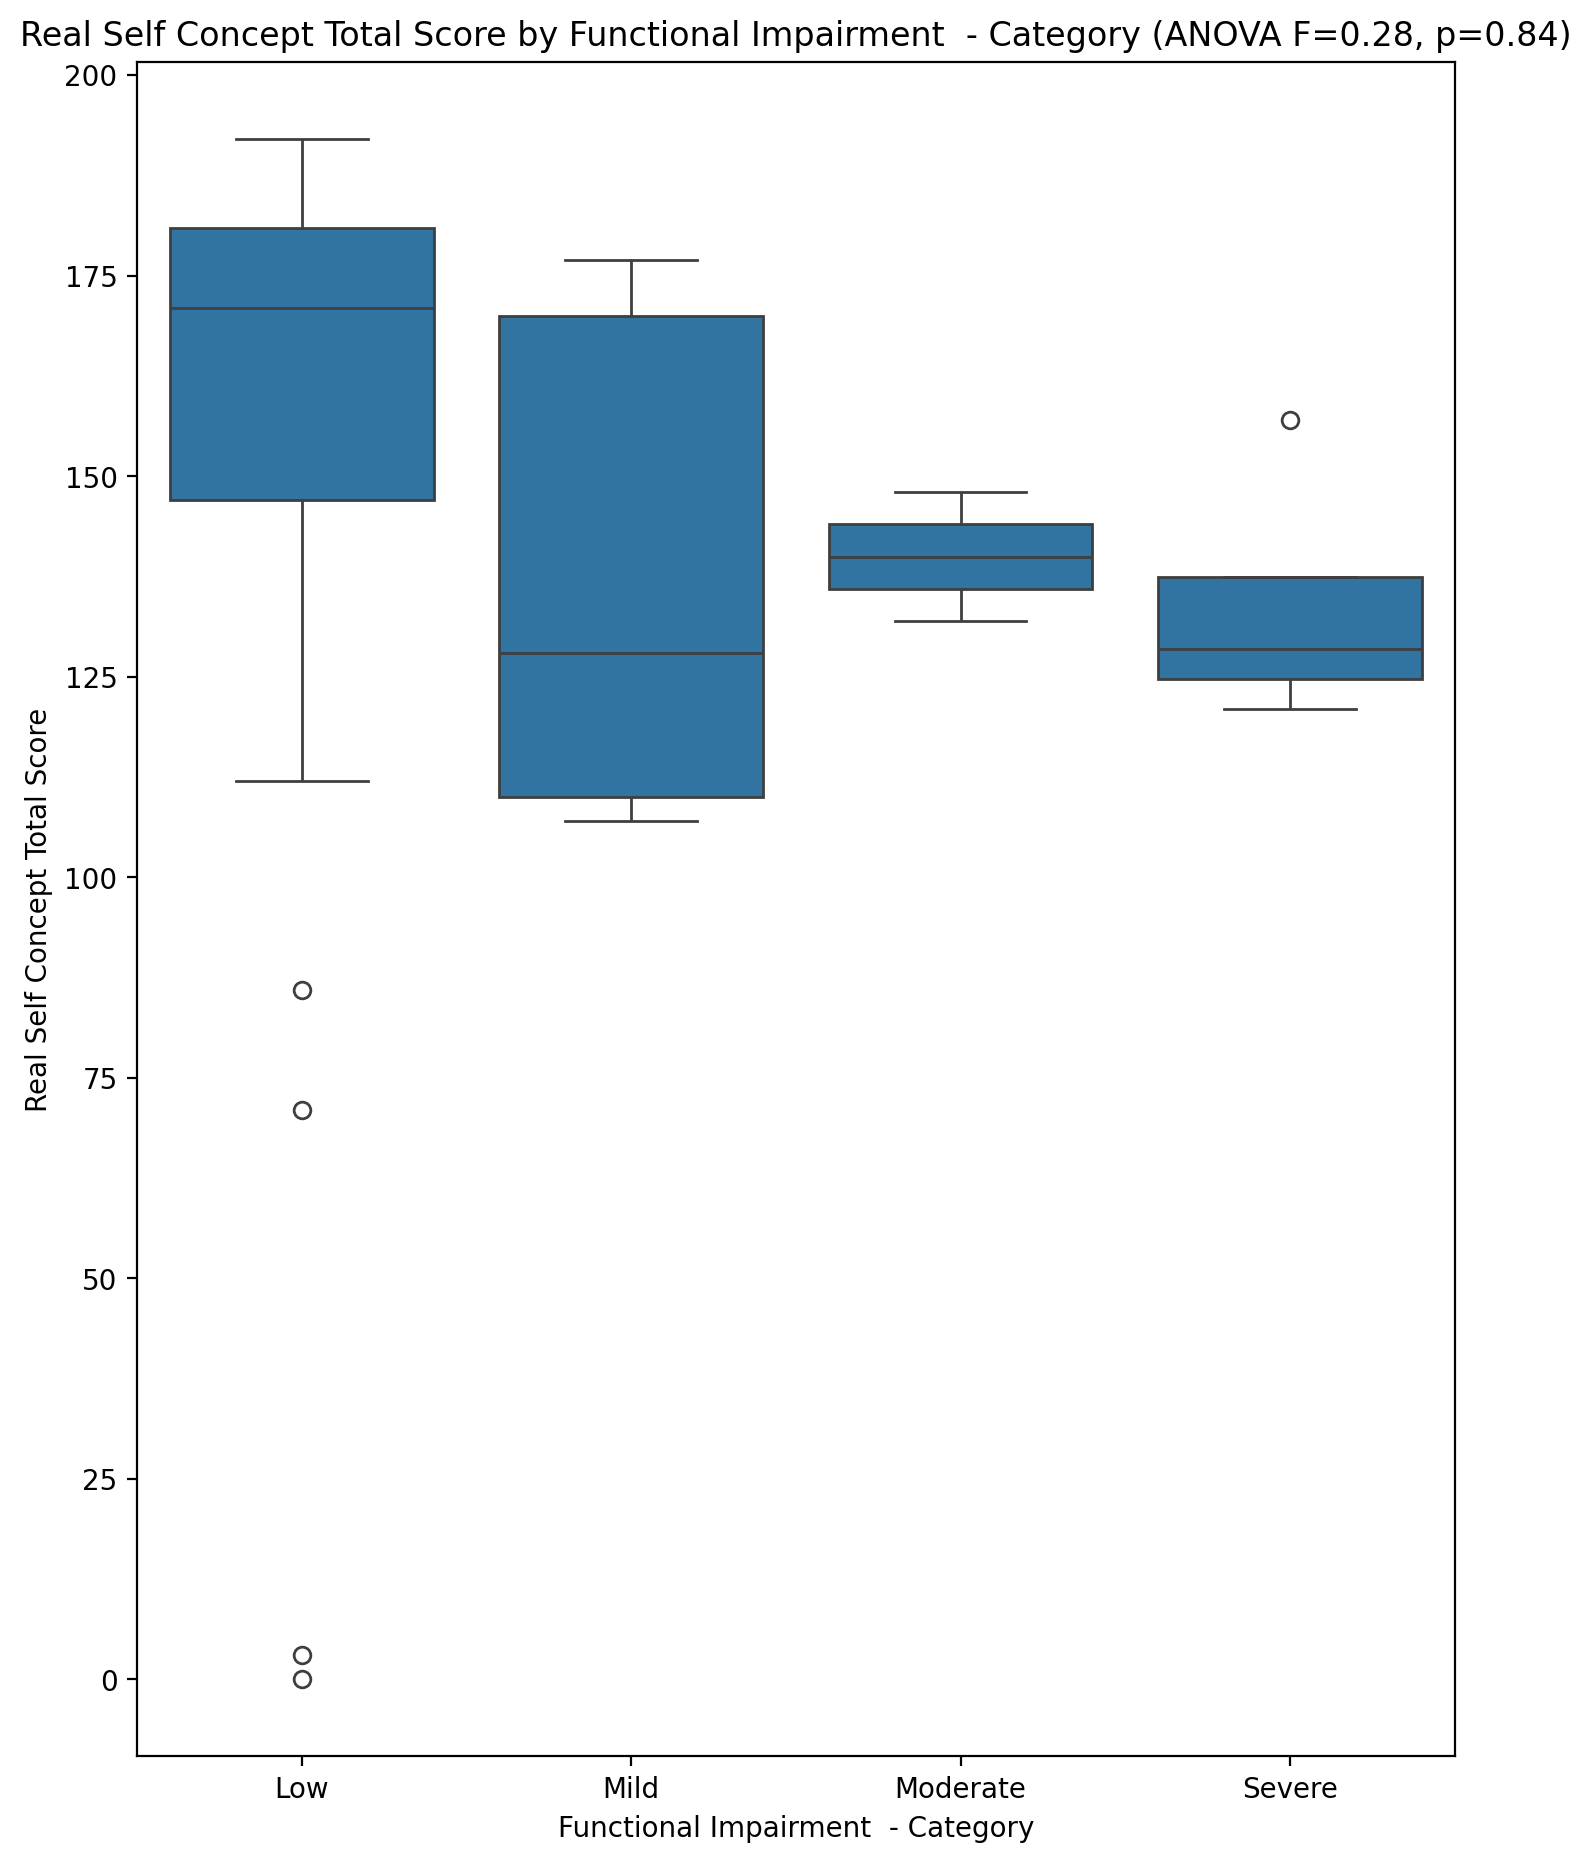 Real Self Concept Total Score by Functional Impairment  - Category (ANOVA F=0.28, p=0.84)
Real Self Concept Total Score
200
175
150
125
100
75
50
25
0
Low Mild Moderate Severe
Functional Impairment  - Category